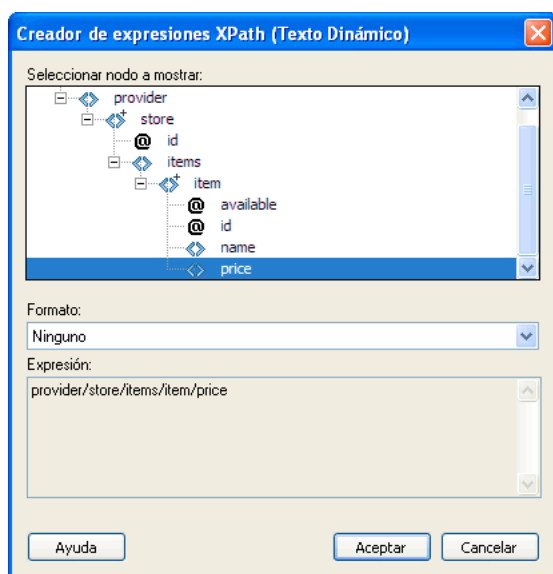 Creador de expresiones XPath (Texto Dinámico)
Seleccionar nodo a mostrar:
provider
store
@ id
items
item
@ available
@ id
name
price
Formato:
Ninguno
Expresión:
provider/store/items/item/price
Ayuda Aceptar Cancelar